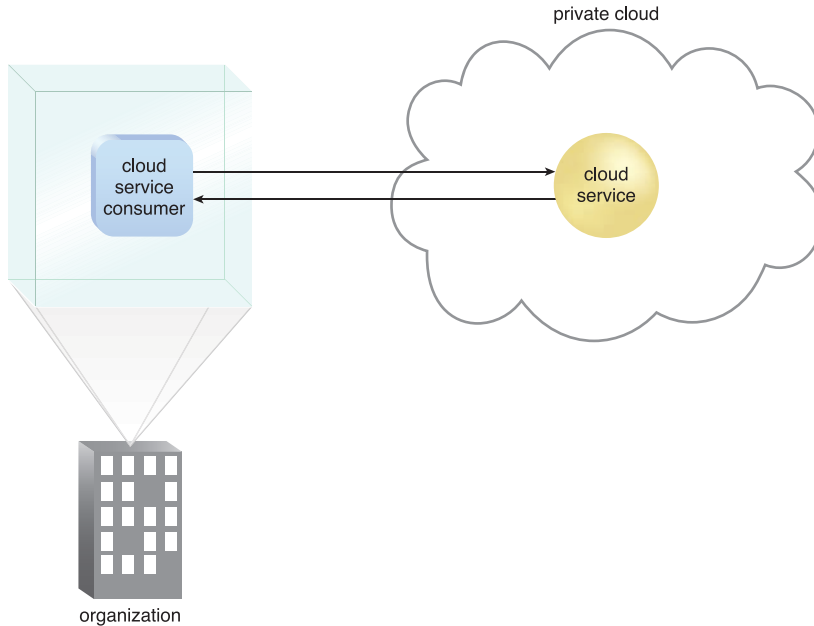 private cloud
cloud
service
consumer
cloud
service
organization